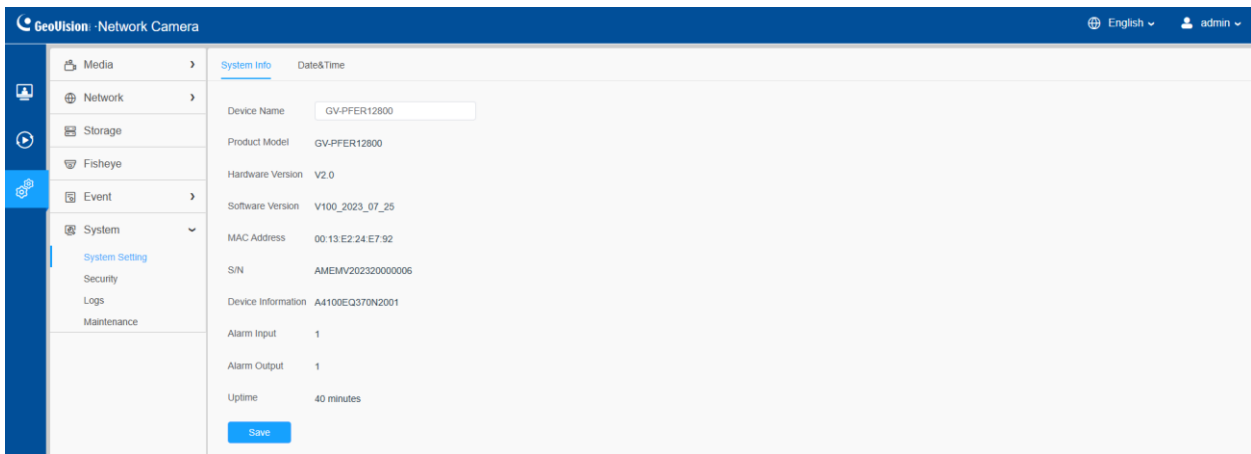 GeoVision Network Camera
English
admin
Media
Network
Storage
Fisheye
Event
System
System Setting
Security
Logs
Maintenance
System Info Date&Time
Device Name GV-PFER12800
Product Model GV-PFER12800
Hardware Version V2.0
Software Version V100_2023_07_25
MAC Address 00:13:E2:24:E7:92
S/N AMEMV202320000006
Device Information A4100EQ370N2001
Alarm Input 1
Alarm Output 1
Uptime 40 minutes
Save